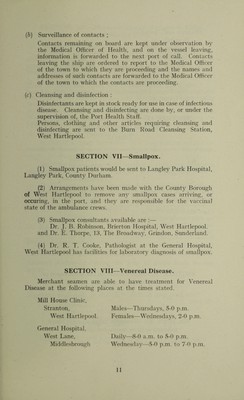 (b) Surveillance of contacts ;
Contacts remaining on board are kept under observation by
the Medical Officer of Health, and on the vessel leaving,
information is forwarded to the next port of call. Contacts
leaving the ship are ordered to report to the Medical Officer
of the town to which they are proceeding and the names and
addresses of such contacts are forwarded to the Medical Officer
of the town to which the contacts are proceeding.
(c) Cleansing and disinfection :
Disinfectants are kept in stock ready for use in case of infectious
disease. Cleansing and disinfecting are done by, or under the
supervision of, the Port Health Staff.
Persons, clothing and other articles requiring cleansing and
disinfecting are sent to the Burn Road Cleansing Station,
West Hartlepool.
SECTION VII—Smallpox.
(1) Smallpox patients would be sent to Langley Park Hospital,
Langley Park, County Durham.
(2) Arrangements have been made with the County Borough
of West Hartlepool to remove any smallpox cases arriving, or
occuring, in the port, and they are responsible for the vaccinal
state of the ambulance crews.
(3) Smallpox consultants available are :—
Dr. J. B. Robinson, Brierton Hospital, West Hartlepool.
and Dr. E. Thorpe, 13, The Broadway, Grindon, Sunderland.
(4) Dr. R. T. Cooke, Pathologist at the General Hospital,
West Hartlepool has facilities for laboratory diagnosis of smallpox.
SECTION VIII—Venereal Disease.
Merchant seamen are able to have treatment for Venereal
Disease at the following places at the times stated.
Mill House Clinic,
Stranton, Males—Thursdays, 5-0 p.m.
West Hartlepool. Females—Wednesdays, 2-0 p.m.
General Hospital,
West Lane, Daily—8-0 a.m. to 5-0 p.m.
Middlesbrough Wednesday—5-0 p.m. to 7-0 p.m.
11